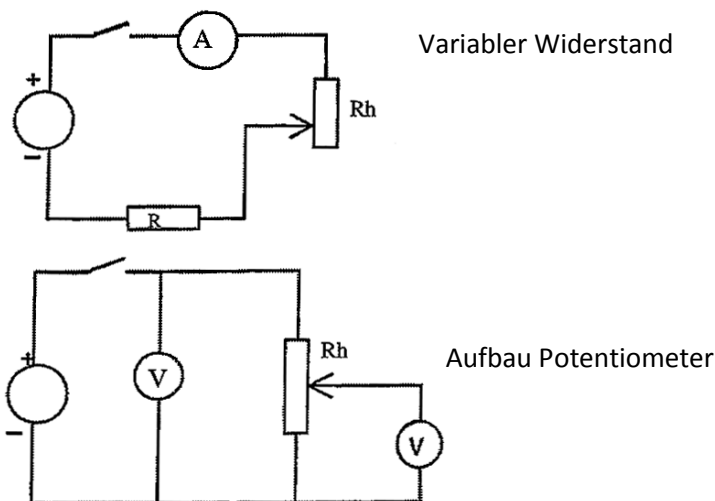 Variabler Widerstand
A
+
Rh
−
R
+
V
Rh
Aufbau Potentiometer
−
V